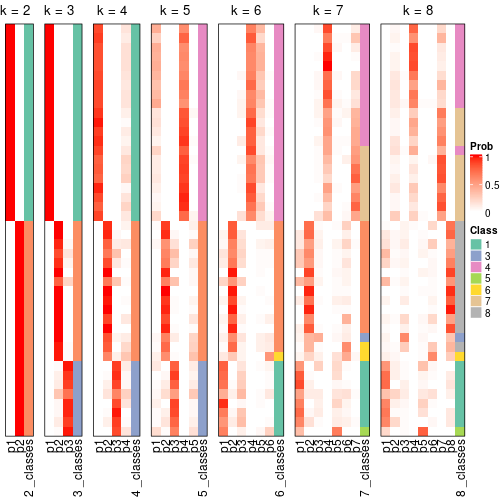 k = 2
k = 3
k = 4
k = 5
k = 6
k = 7
k = 8
Prob
1
0.5
0
Class
1
2
3
4
5
6
7
8
p1
p2
2_classes
p1
p2
p3
3_classes
p1
p2
p3
p4
4_classes
p1
p2
p3
p4
p5
5_classes
p1
p2
p3
p4
p5
p6
6_classes
p1
p2
p3
p4
p5
p6
p7
7_classes
p1
p2
p3
p4
p5
p6
p7
p8
8_classes